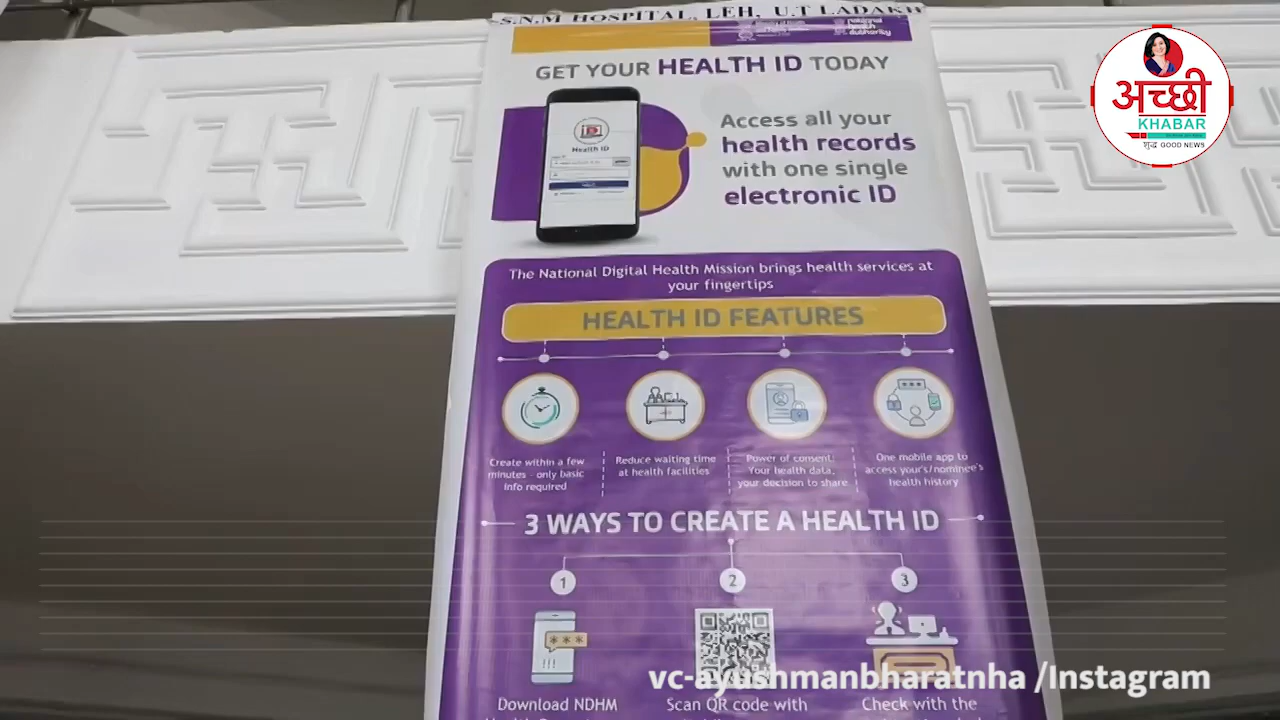 S.N.M HOSPITAL, LEH, U.T LADAKH
national
health
authority
GET YOUR HEALTH ID TODAY
Health ID
Access all your
health records
with one single
electronic ID
अच्छी
KHABAR
शुद्ध GOOD NEWS
The National Digital Health Mission brings health services at
your fingertips
HEALTH ID FEATURES
Create within a few
minutes - only basic
info required
Reduce waiting time
at health facilities
Power of consent:
Your health data,
your decision to share
One mobile app to
access your's/nominee's
health history
3 WAYS TO CREATE A HEALTH ID
1
2
3
***
Download NDHM
Scan QR code with
Check with the
vc-ayushmanbharatnha /Instagram